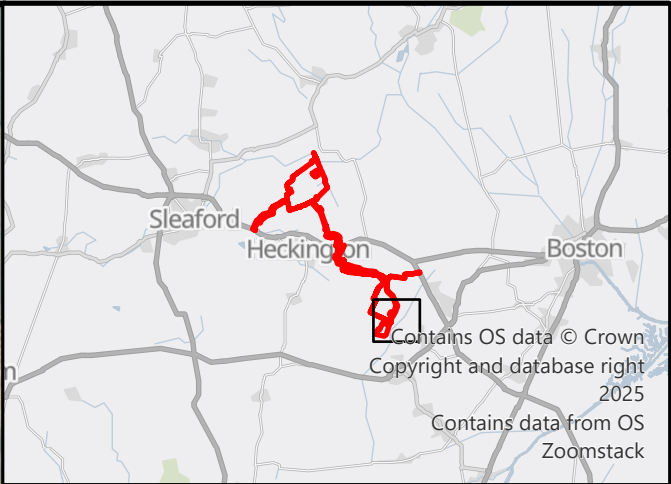 Sleaford
Heckington
Boston
m
Contains OS data © Crown
Copyright and database right
2025
Contains data from OS
Zoomstack